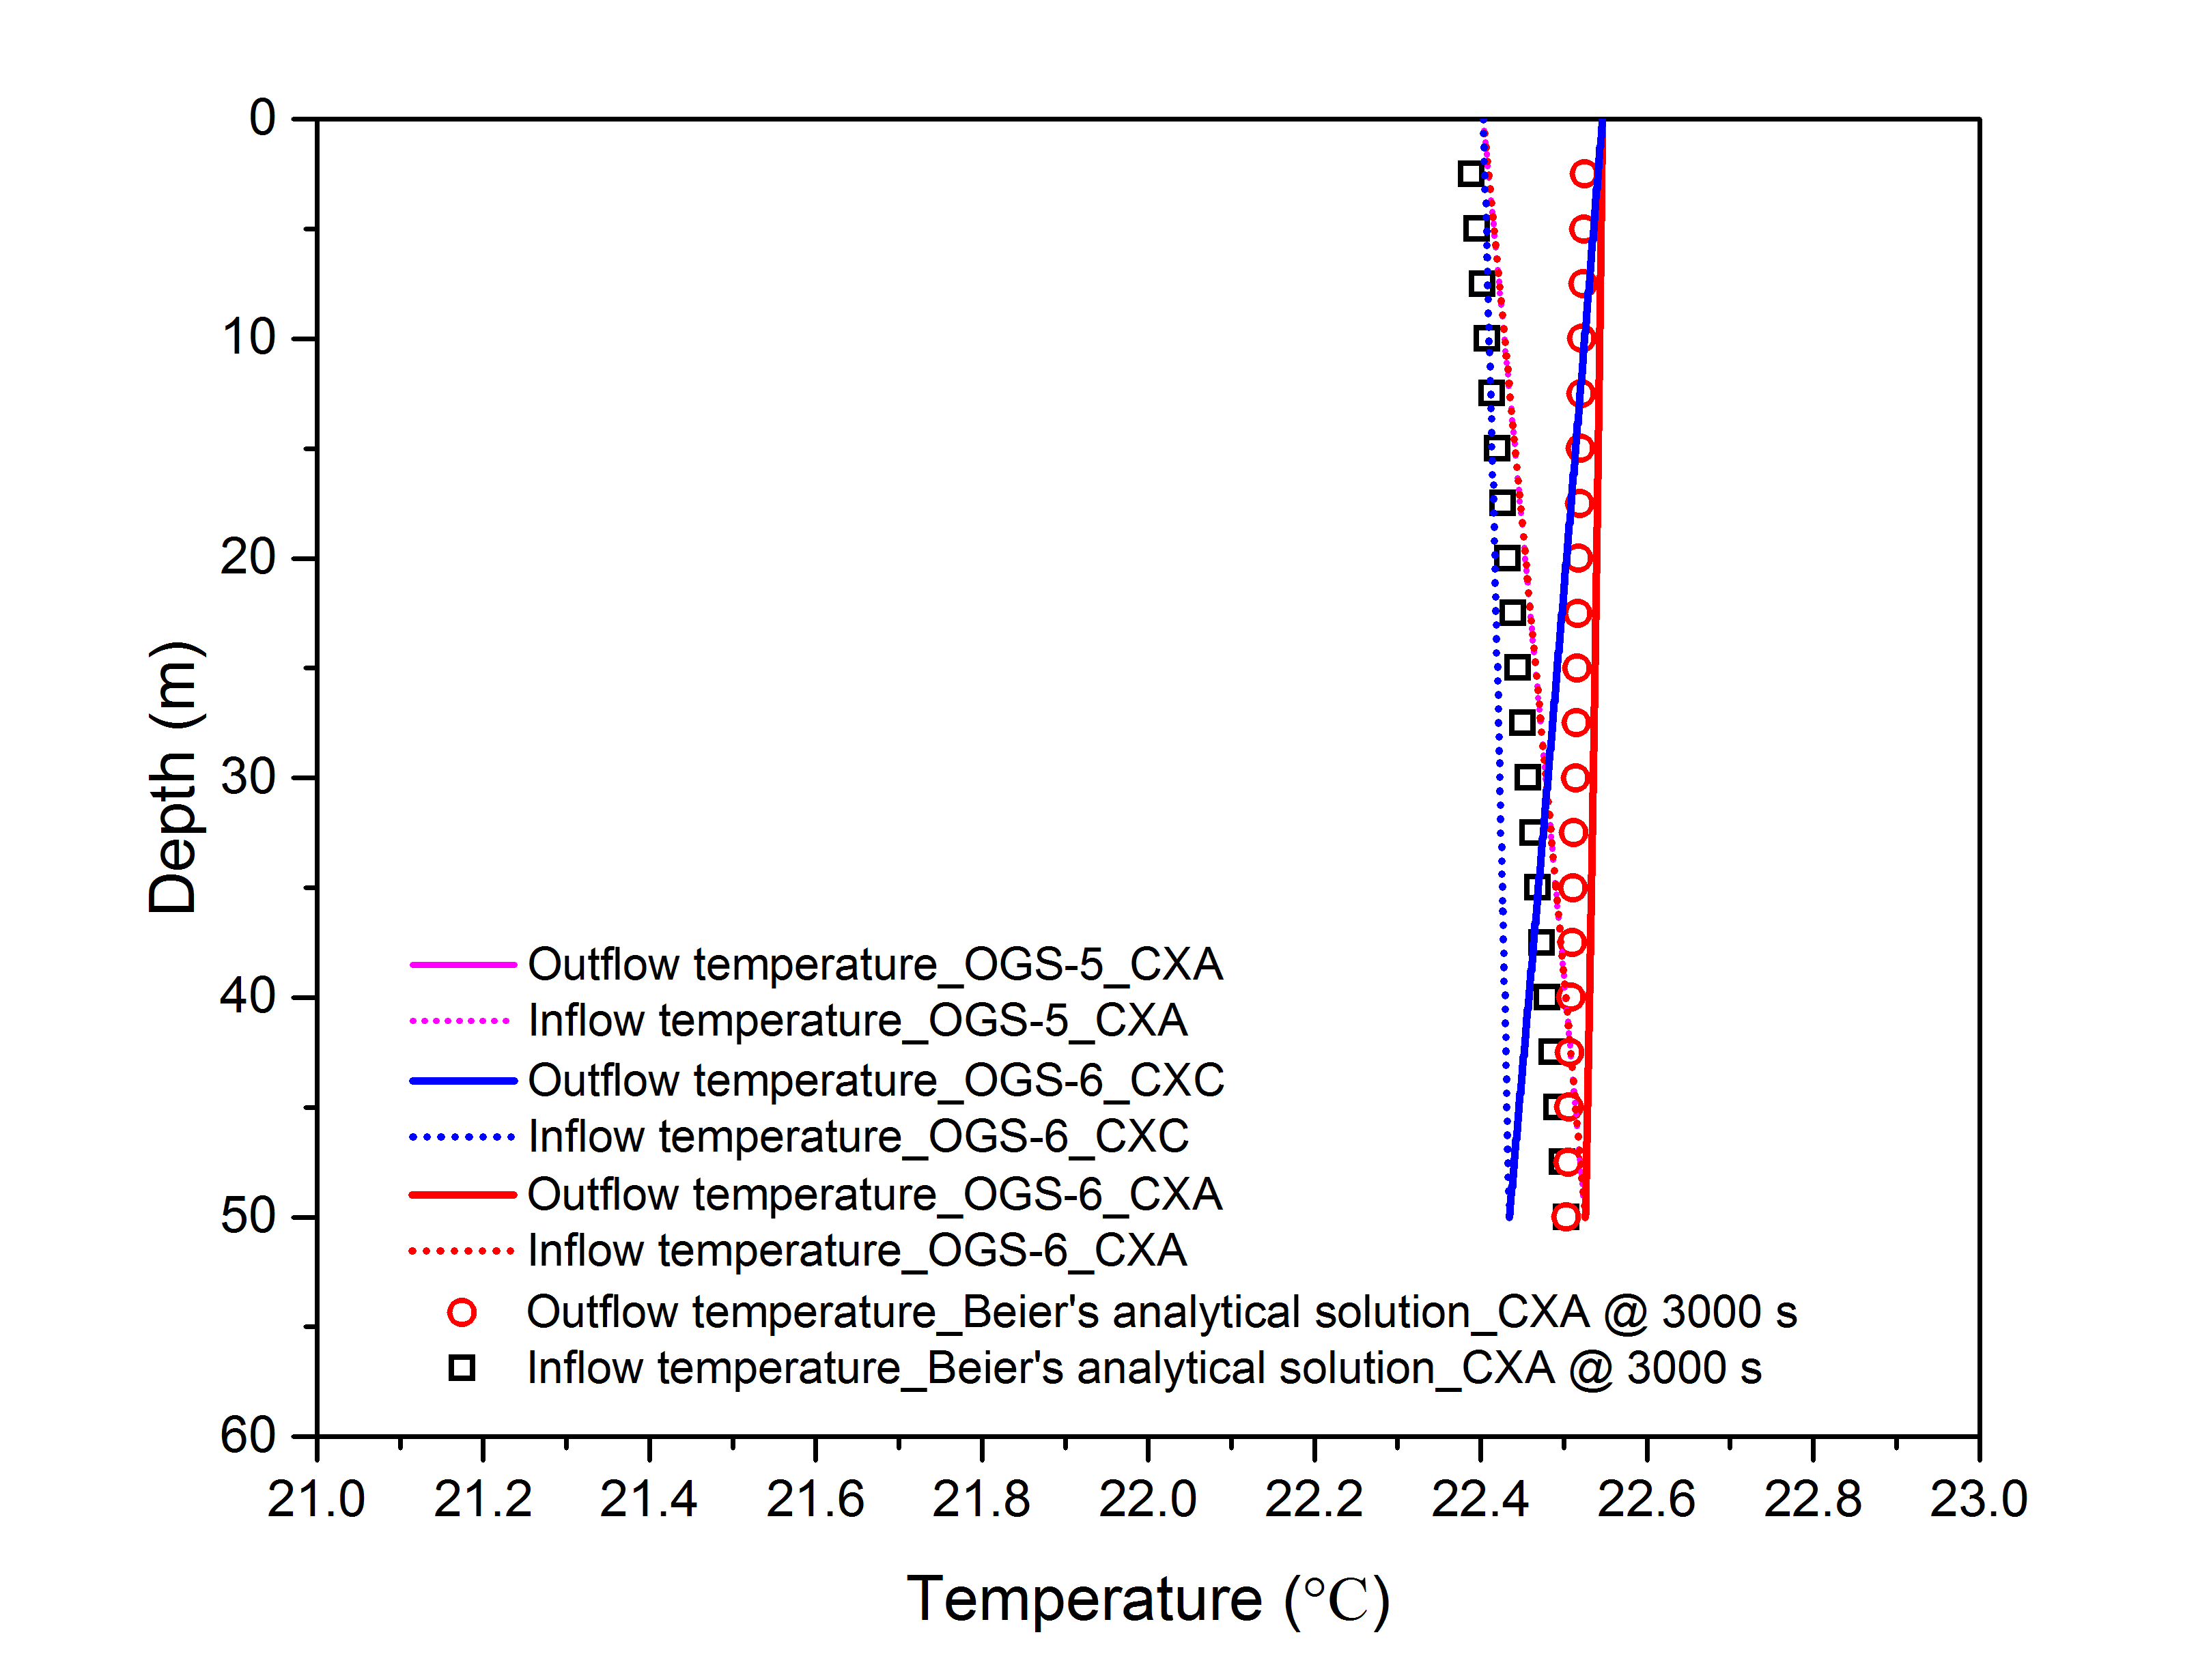 0
10
20
30
40
50
60
Depth (m)
Outflow temperature_OGS-5_CXA
Inflow temperature_OGS-5_CXA
Outflow temperature_OGS-6_CXC
Inflow temperature_OGS-6_CXC
Outflow temperature_OGS-6_CXA
Inflow temperature_OGS-6_CXA
Outflow temperature_Beier's analytical solution_CXA @ 3000 s
Inflow temperature_Beier's analytical solution_CXA @ 3000 s
21.0 21.2 21.4 21.6 21.8 22.0 22.2 22.4 22.6 22.8 23.0
Temperature (°C)